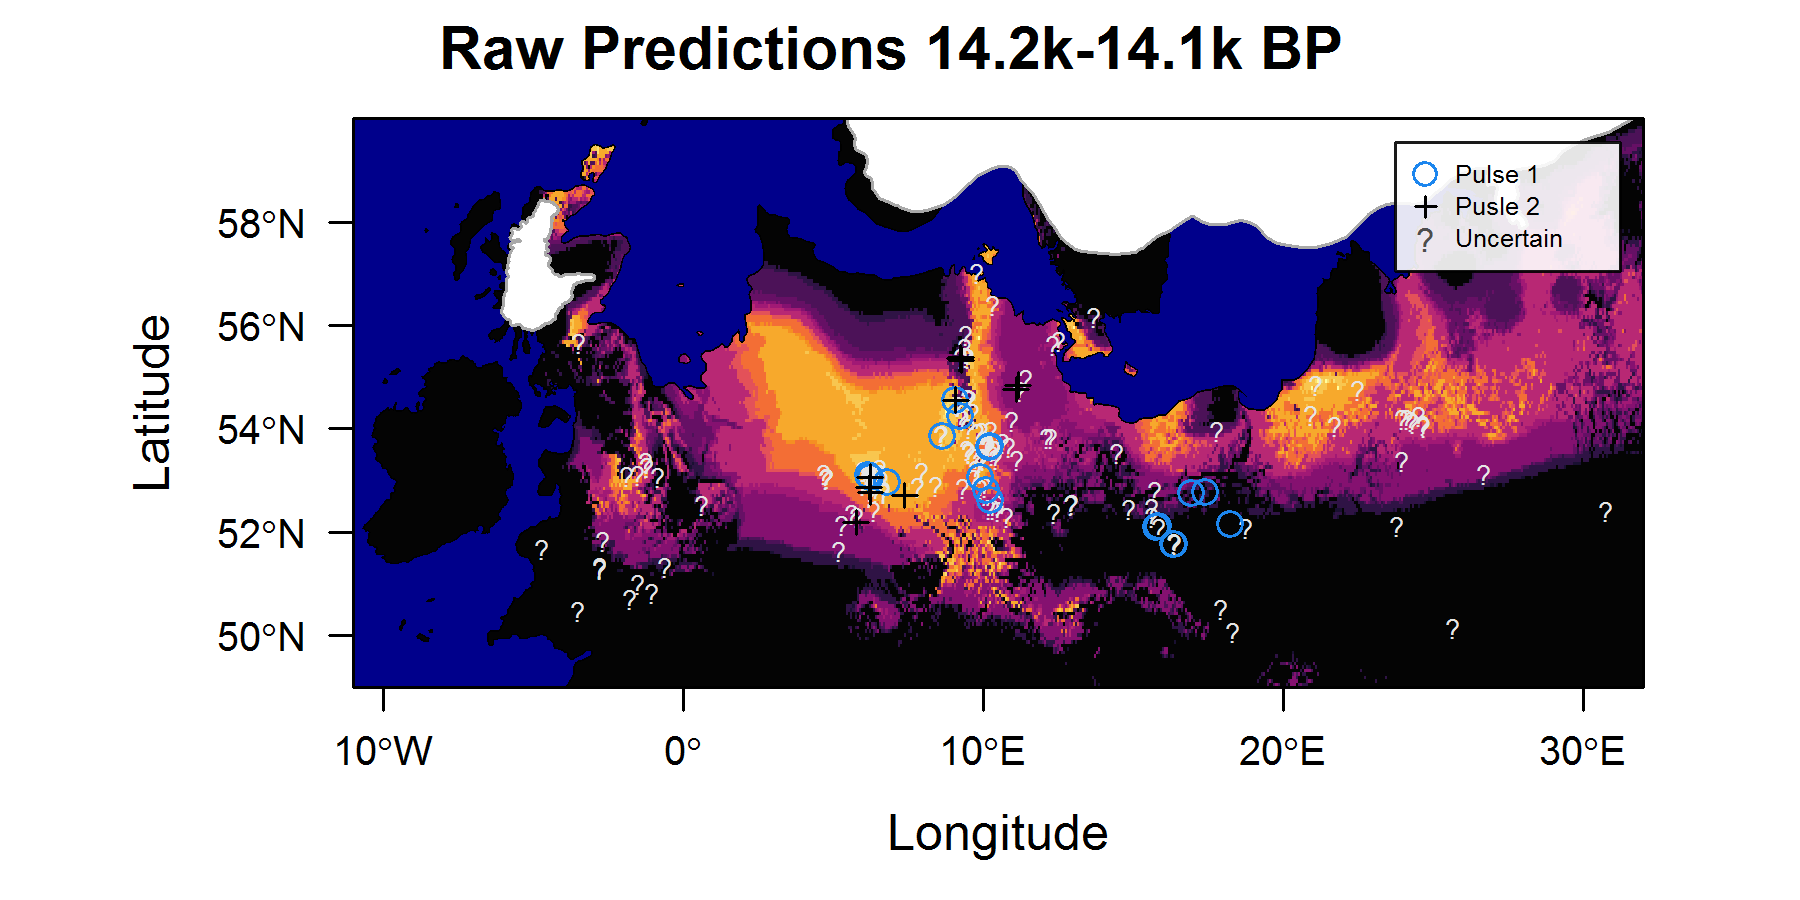 Raw Predictions 14.2k-14.1k BP
Pulse 1
Pusle 2
? Uncertain
58°N
56°N
54°N
52°N
50°N
Latitude
10°W 0° 10°E 20°E 30°E
Longitude